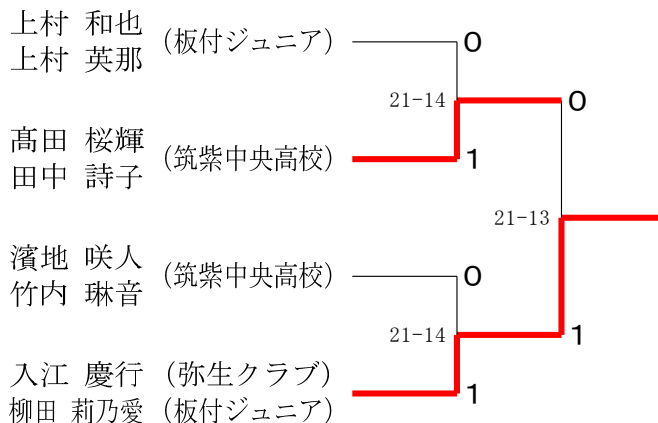 上村 和也 (板付ジュニア)
上村 英那
0
21-14
0
髙田 桜輝 (筑紫中央高校)
田中 詩子
1
21-13
濱地 咲人 (筑紫中央高校)
竹内 琳音
0
21-14
1
入江 慶行 (弥生クラブ)
柳田 莉乃愛 (板付ジュニア)
1